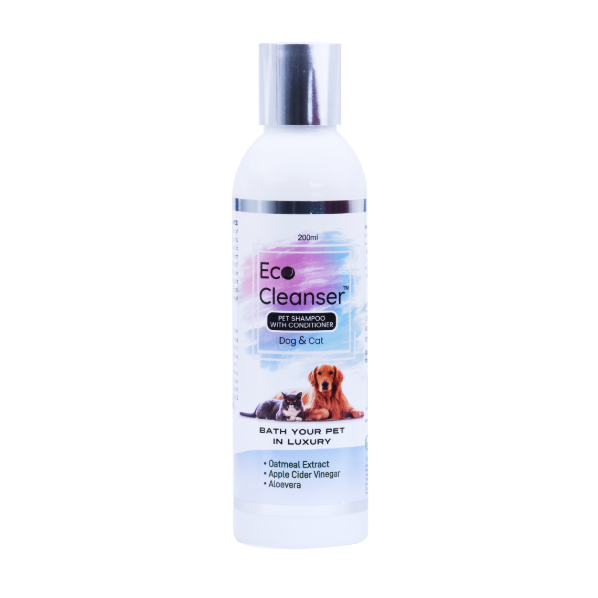 200ml
Eco
Cleanser™
PET SHAMPOO
WITH CONDITIONER
Dog & Cat
BATH YOUR PET
IN LUXURY
• Oatmeal Extract
• Apple Cider Vinegar
• Aloevera